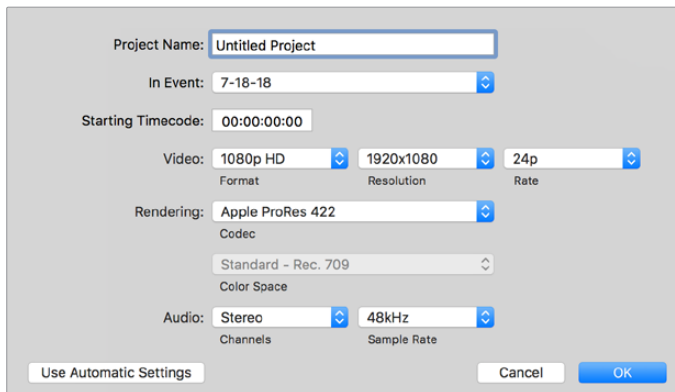 Project Name: Untitled Project
In Event: 7-18-18
Starting Timecode: 00:00:00:00
Video: 1080p HD 1920x1080 24p
Format Resolution Rate
Rendering: Apple ProRes 422
Codec
Standard - Rec. 709
Color Space
Audio: Stereo 48kHz
Channels Sample Rate
Use Automatic Settings Cancel OK